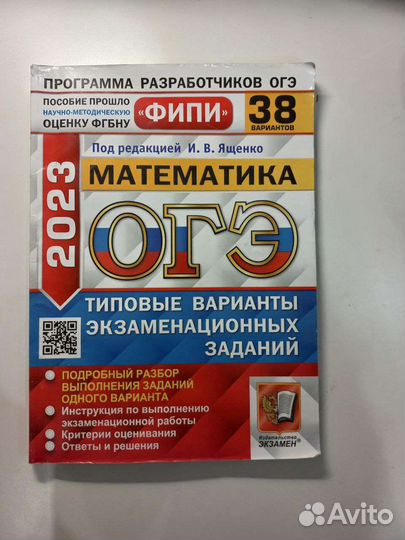 ПРОГРАММА РАЗРАБОТЧИКОВ ОГЭ
ПОСОБИЕ ПРОШЛО
НАУЧНО-МЕТОДИЧЕСКУЮ
ОЦЕНКУ ФГБНУ
«ФИПИ»
38
ВАРИАНТОВ
Под редакцией И. В. Ященко
2023
МАТЕМАТИКА
ОГЭ
ТИПОВЫЕ ВАРИАНТЫ
ЭКЗАМЕНАЦИОННЫХ
ЗАДАНИЙ
• ПОДРОБНЫЙ РАЗБОР
ВЫПОЛНЕНИЯ ЗАДАНИЙ
ОДНОГО ВАРИАНТА
• Инструкция по выполнению
экзаменационной работы
• Критерии оценивания
• Ответы и решения
Издательство
ЭКЗАМЕН®
Avito